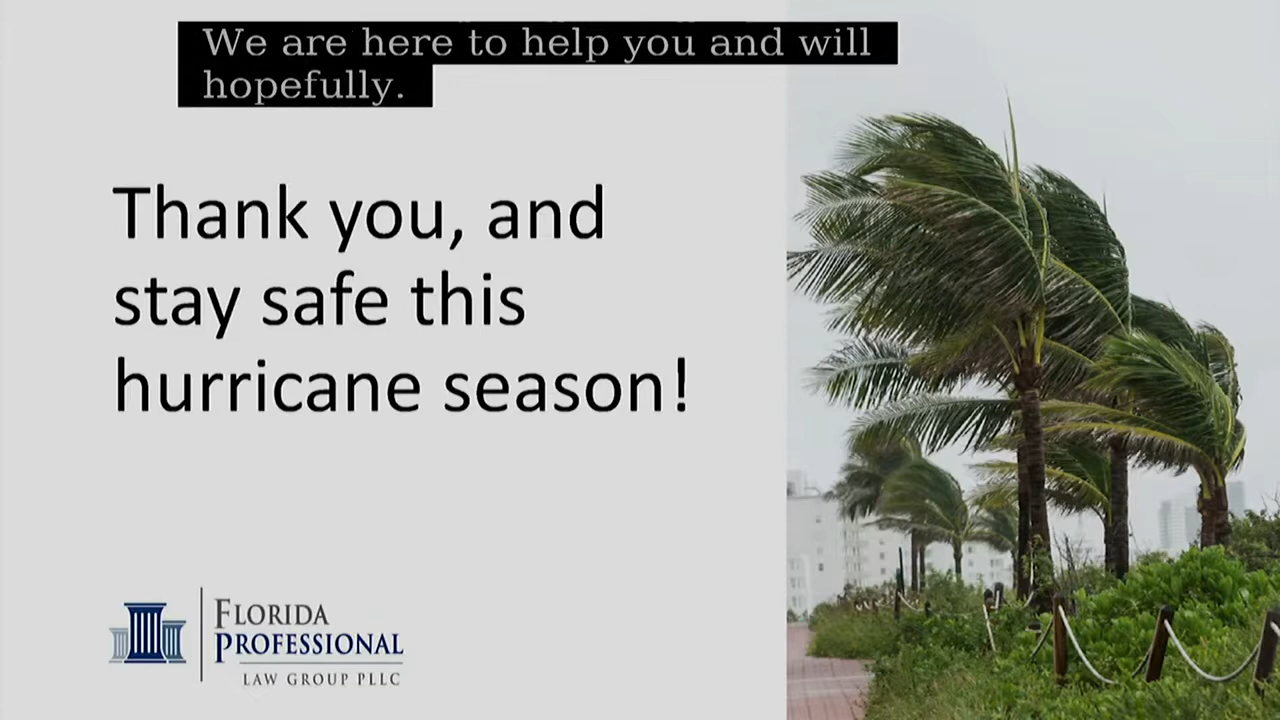 We are here to help you and will
hopefully.
Thank you, and
stay safe this
hurricane season!
FLORIDA
PROFESSIONAL
LAW GROUP PLLC